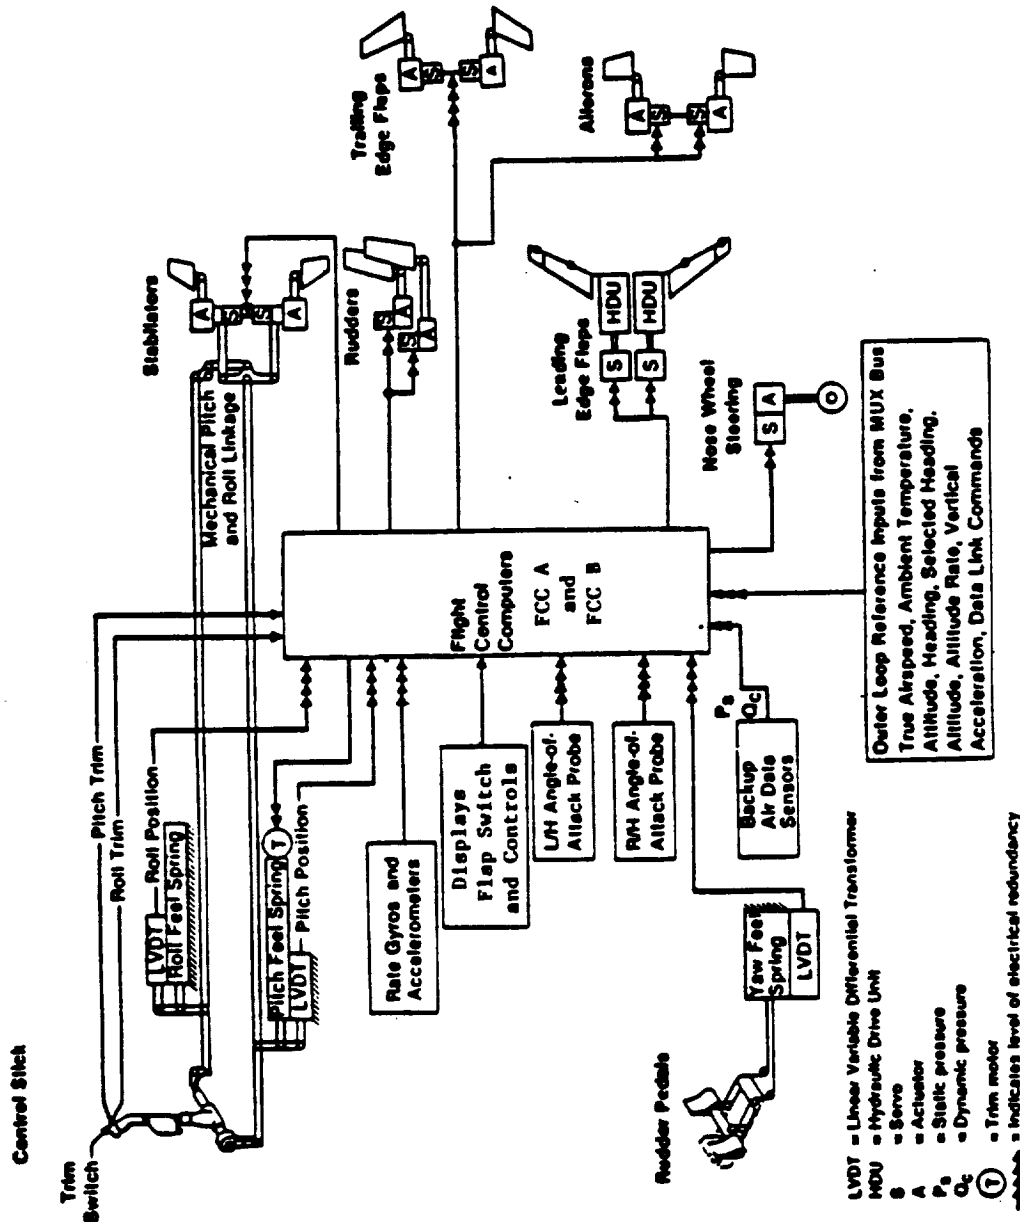 Control Stick
Trim
Switch
Pitch Trim
Roll Trim
Roll Position
LVDT
Roll Feel Spring
Pitch Feel Spring
T
LVDT
Pitch Position
Mechanical Pitch
and Roll Linkage
Stabilators
A
S
S
A
Rudders
S
A
S
A
Trailing
Edge Flaps
A
S
S
A
Ailerons
A
S
S
A
Leading
Edge Flaps
S
HDU
S
HDU
Nose Wheel
Steering
S A
Flight
Control
Computers
FCC A
and
FCC B
Rate Gyros and
Accelerometers
Displays
Flap Switch
and Controls
L/H Angle-of-
Attack Probe
R/H Angle-of-
Attack Probe
Ps
Qc
Backup
Air Data
Sensors
Outer Loop Reference Inputs from MUX Bus
True Airspeed, Ambient Temperature,
Altitude, Heading, Selected Heading,
Altitude, Altitude Rate, Vertical
Acceleration, Data Link Commands
Rudder Pedals
Yaw Feel
Spring
LVDT
LVDT = Linear Variable Differential Transformer
HDU = Hydraulic Drive Unit
S = Servo
A = Actuator
Ps = Static pressure
Qc = Dynamic pressure
T = Trim motor
= Indicates level of electrical redundancy